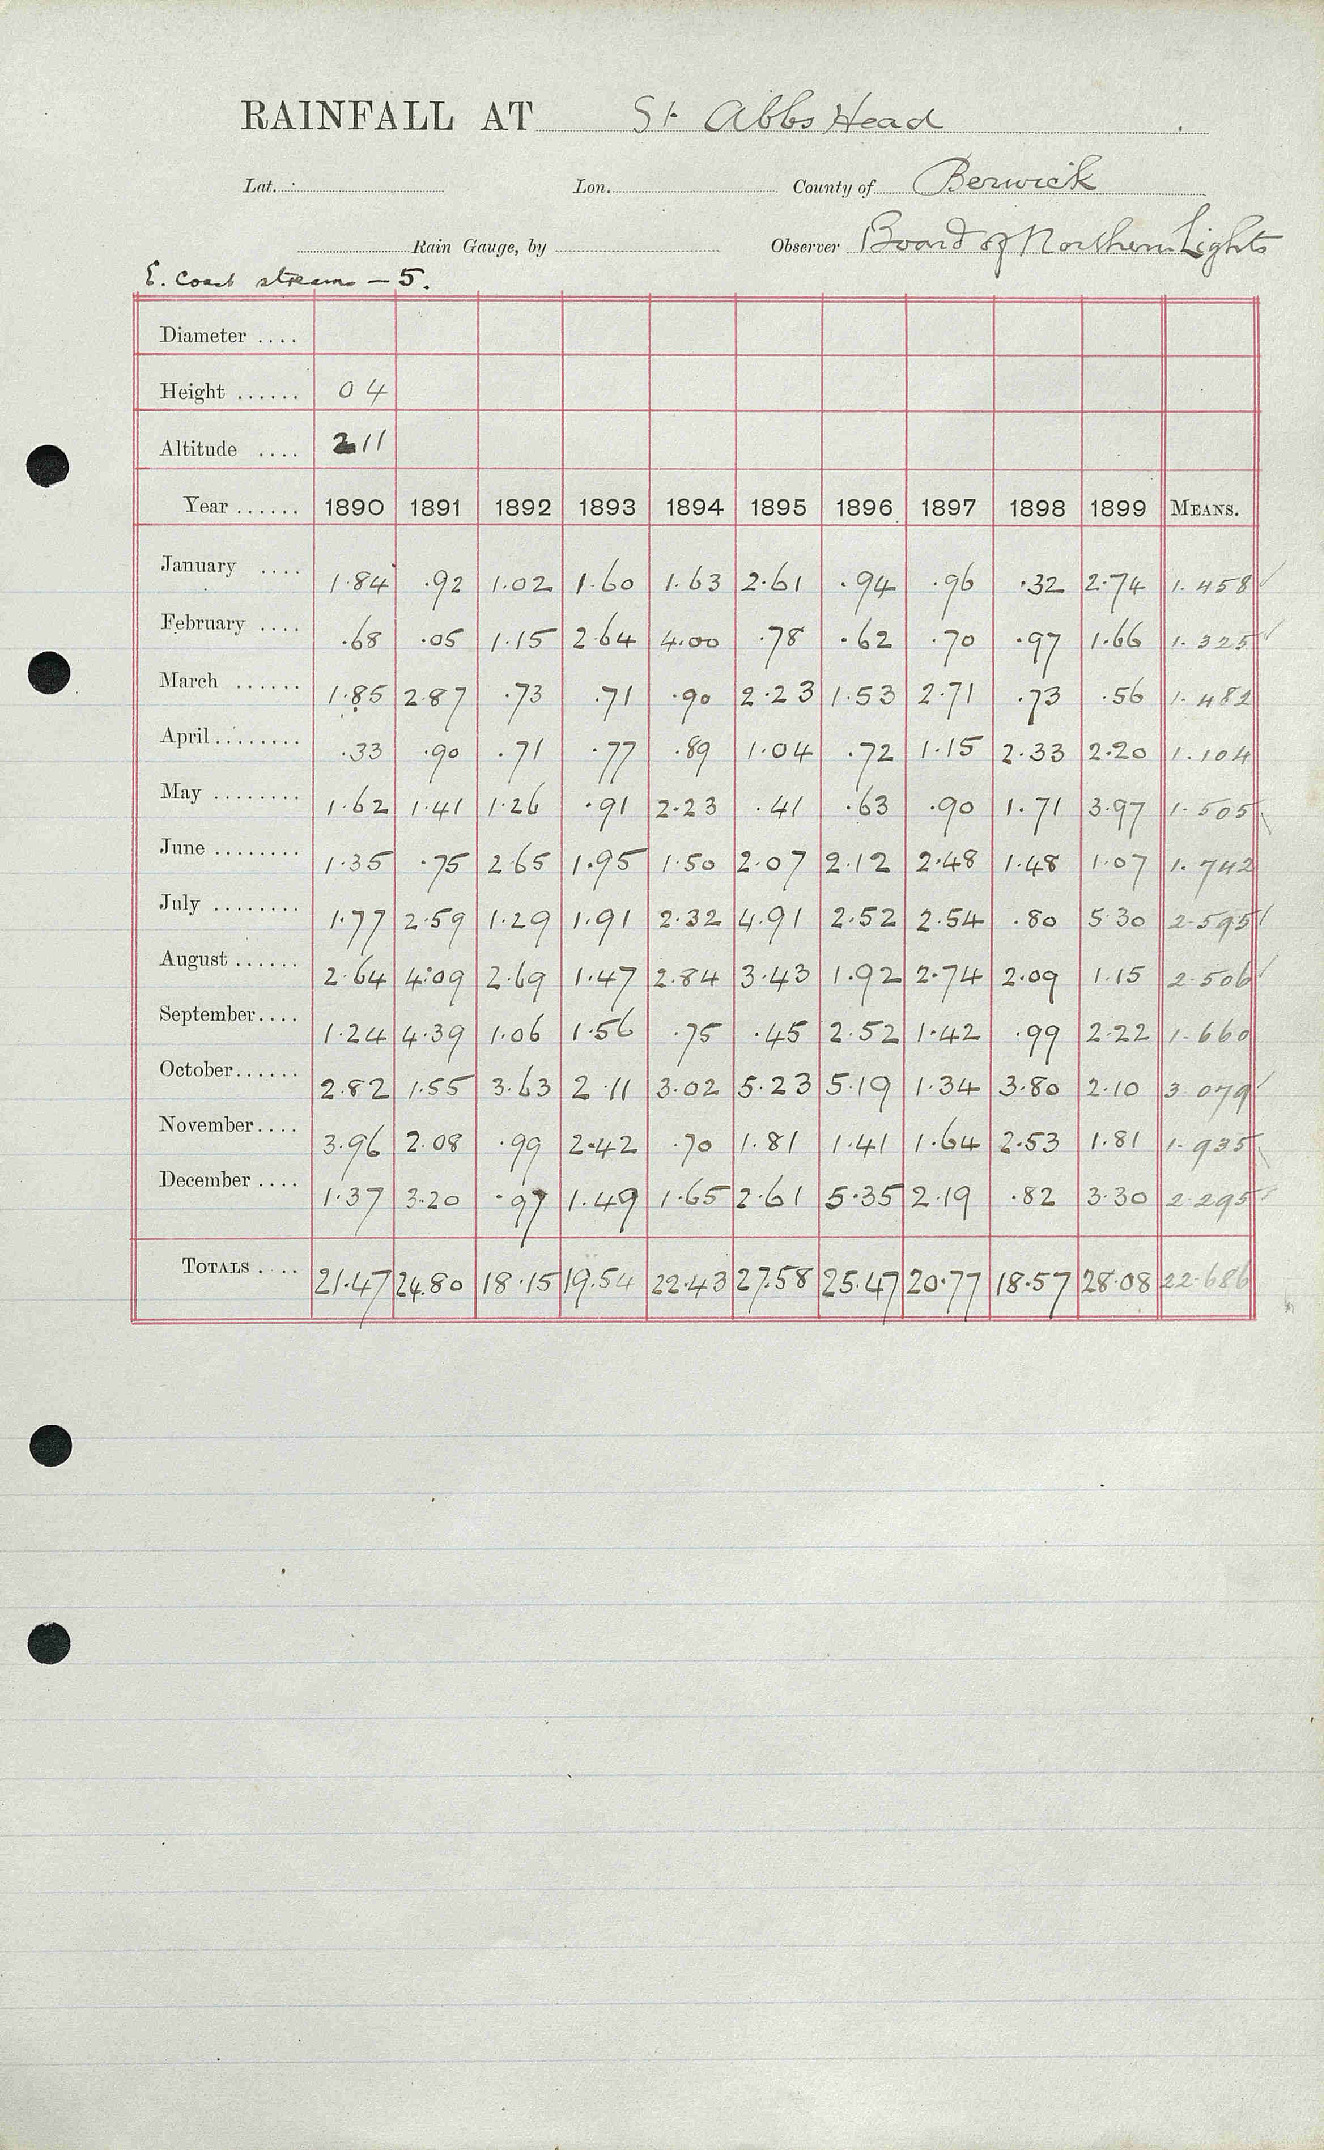 RAINFALL AT St Abbs Head
Lat. Lon. County of Berwick
Rain Gauge, by Observer Board of Northern Lights
E. Coast streams — 5.
Diameter ....
Height ...... 0 4
Altitude .... 211
Year ...... 1890 1891 1892 1893 1894 1895 1896 1897 1898 1899 MEANS.
January .... 1.84 .92 1.02 1.60 1.63 2.61 .94 .96 .32 2.74 1.458
February .... .68 .05 1.15 2.64 4.00 .78 .62 .70 .97 1.66 1.325
March ...... 1.85 2.87 .73 .71 .90 2.23 1.53 2.71 .73 .56 1.482
April ........ .33 .90 .71 .77 .89 1.04 .72 1.15 2.33 2.20 1.104
May ........ 1.62 1.41 1.26 .91 2.23 .41 .63 .90 1.71 3.97 1.505
June ........ 1.35 .75 2.65 1.95 1.50 2.07 2.12 2.48 1.48 1.07 1.742
July ........ 1.77 2.59 1.29 1.91 2.32 4.91 2.52 2.54 .80 5.30 2.595
August ...... 2.64 4.09 2.69 1.47 2.84 3.43 1.92 2.74 2.09 1.15 2.506
September.... 1.24 4.39 1.06 1.56 .75 .45 2.52 1.42 .99 2.22 1.660
October...... 2.82 1.55 3.63 2.11 3.02 5.23 5.19 1.34 3.80 2.10 3.079
November.... 3.96 2.08 .99 2.42 .70 1.81 1.41 1.64 2.53 1.81 1.935
December .... 1.37 3.20 .97 1.49 1.65 2.61 5.35 2.19 .82 3.30 2.295
TOTALS .... 21.47 24.80 18.15 19.54 22.43 27.58 25.47 20.77 18.57 28.08 22.686